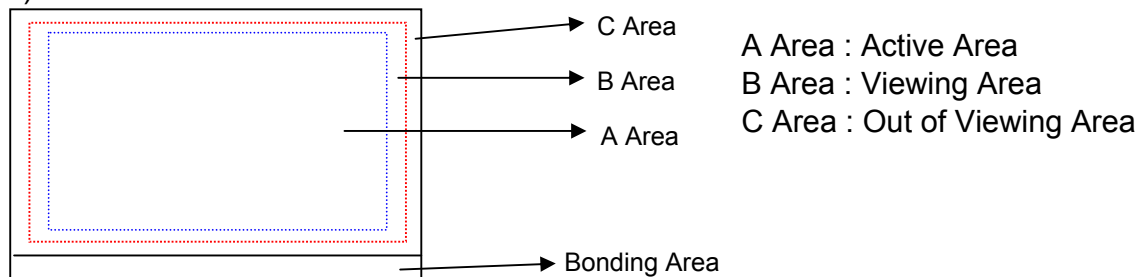 C Area
B Area
A Area
Bonding Area
A Area : Active Area
B Area : Viewing Area
C Area : Out of Viewing Area